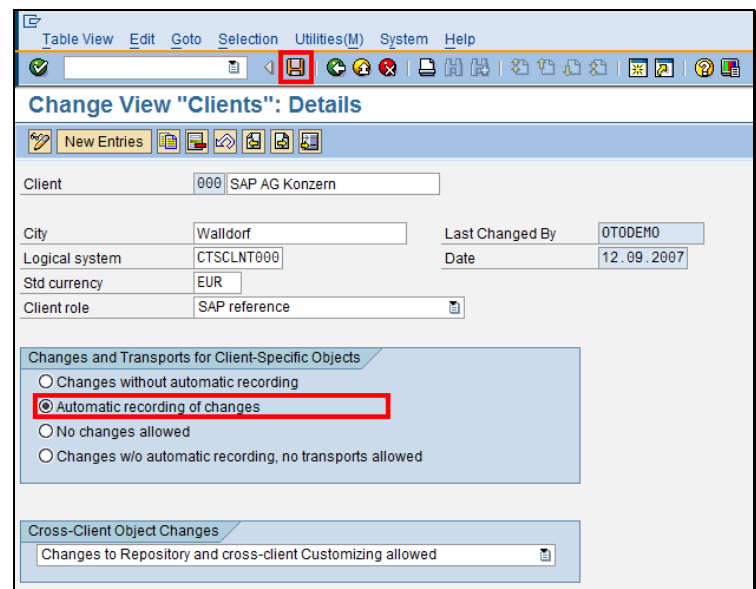 Table View Edit Goto Selection Utilities(M) System Help
Change View "Clients": Details
New Entries
Client 000 SAP AG Konzern
City Walldorf Last Changed By OTODEMO
Logical system CTSCLNT000 Date 12.09.2007
Std currency EUR
Client role SAP reference
Changes and Transports for Client-Specific Objects
Changes without automatic recording
Automatic recording of changes
No changes allowed
Changes w/o automatic recording, no transports allowed
Cross-Client Object Changes
Changes to Repository and cross-client Customizing allowed